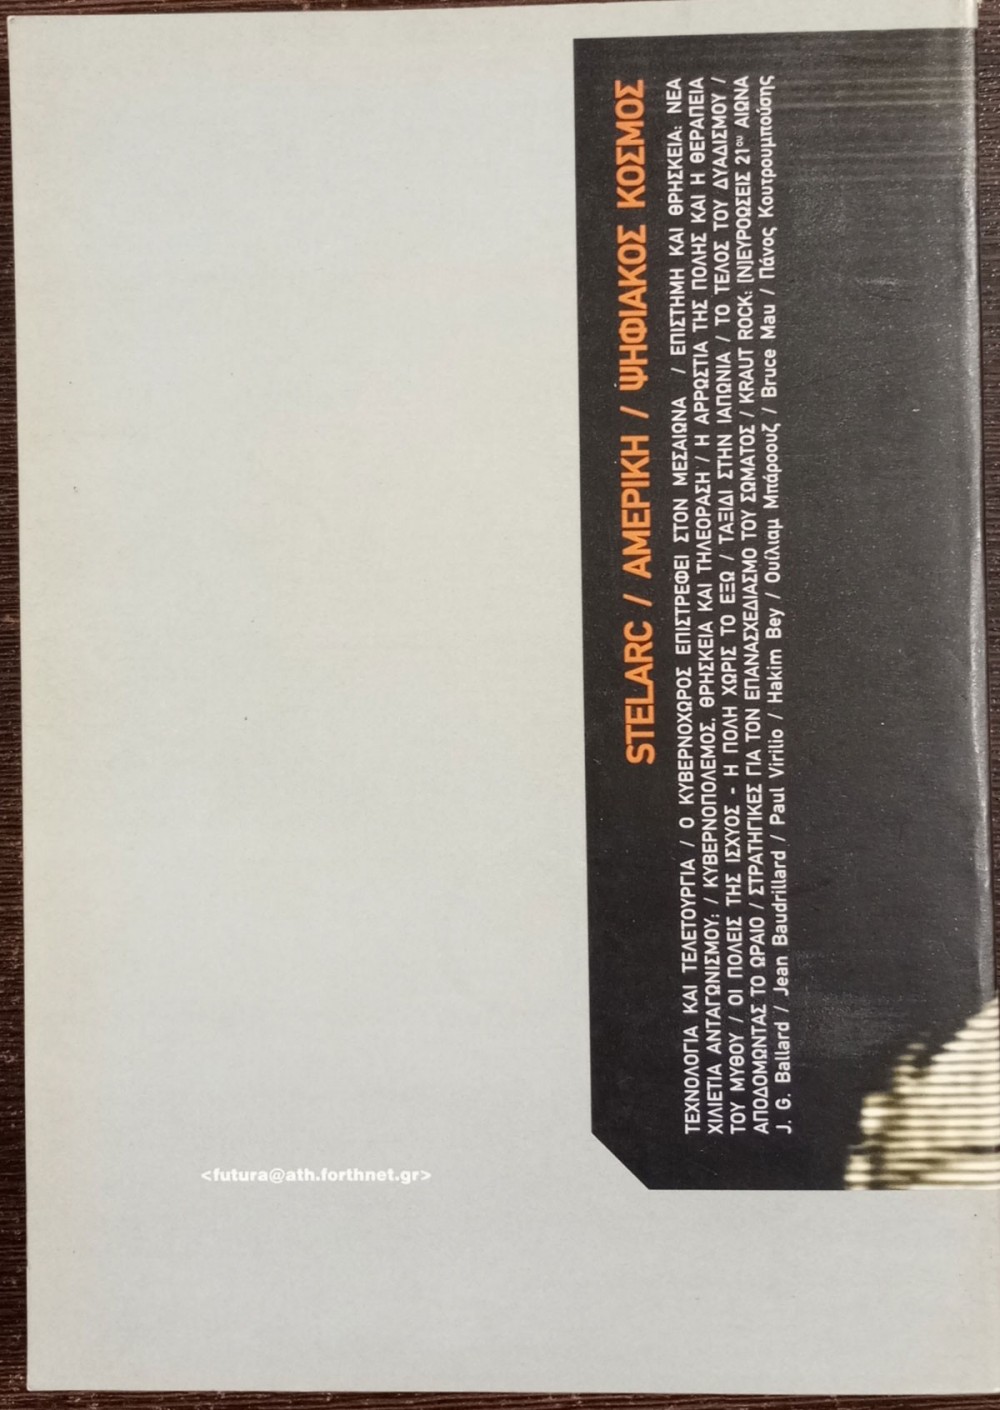 STELARC / ΑΜΕΡΙΚΗ / ΨΗΦΙΑΚΟΣ ΚΟΣΜΟΣ
ΤΕΧΝΟΛΟΓΙΑ ΚΑΙ ΤΕΛΕΤΟΥΡΓΙΑ / Ο ΚΥΒΕΡΝΟΧΩΡΟΣ ΕΠΙΣΤΡΕΦΕΙ ΣΤΟΝ ΜΕΣΑΙΩΝΑ / ΕΠΙΣΤΗΜΗ ΚΑΙ ΘΡΗΣΚΕΙΑ: ΝΕΑ
ΧΙΛΙΕΤΙΑ ΑΝΤΑΓΩΝΙΣΜΟΥ; / ΚΥΒΕΡΝΟΠΟΛΕΜΟΣ, ΘΡΗΣΚΕΙΑ ΚΑΙ ΤΗΛΕΟΡΑΣΗ / Η ΑΡΡΩΣΤΙΑ ΤΗΣ ΠΟΛΗΣ ΚΑΙ Η ΘΕΡΑΠΕΙΑ
ΤΟΥ ΜΥΘΟΥ / ΟΙ ΠΟΛΕΙΣ ΤΗΣ ΙΣΧΥΟΣ - Η ΠΟΛΗ ΧΩΡΙΣ ΤΟ ΕΞΩ / ΤΑΞΙΔΙ ΣΤΗΝ ΙΑΠΩΝΙΑ / ΤΟ ΤΕΛΟΣ ΤΟΥ ΔΥΑΔΙΣΜΟΥ /
ΑΠΟΔΟΜΩΝΤΑΣ ΤΟ ΩΡΑΙΟ / ΣΤΡΑΤΗΓΙΚΕΣ ΓΙΑ ΤΟΝ ΕΠΑΝΑΣΧΕΔΙΑΣΜΟ ΤΟΥ ΣΩΜΑΤΟΣ / KRAUT ROCK: [Ν]ΕΥΡΟΩΣΕΙΣ 21ου ΑΙΩΝΑ
J. G. Ballard / Jean Baudrillard / Paul Virilio / Hakim Bey / Ουίλιαμ Μπάροουζ / Bruce Mau / Πάνος Κουτρουμπούσης
<futura@ath.forthnet.gr>